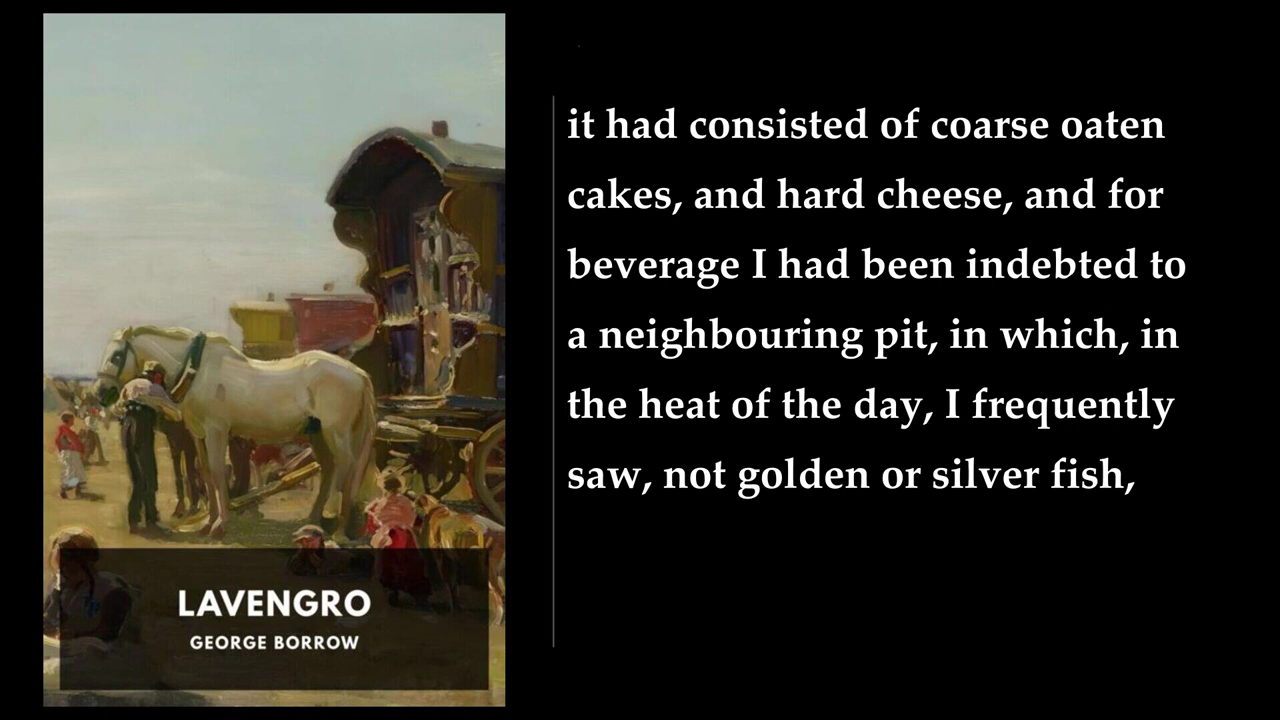 LAVENGRO
GEORGE BORROW
it had consisted of coarse oaten
cakes, and hard cheese, and for
beverage I had been indebted to
a neighbouring pit, in which, in
the heat of the day, I frequently
saw, not golden or silver fish,